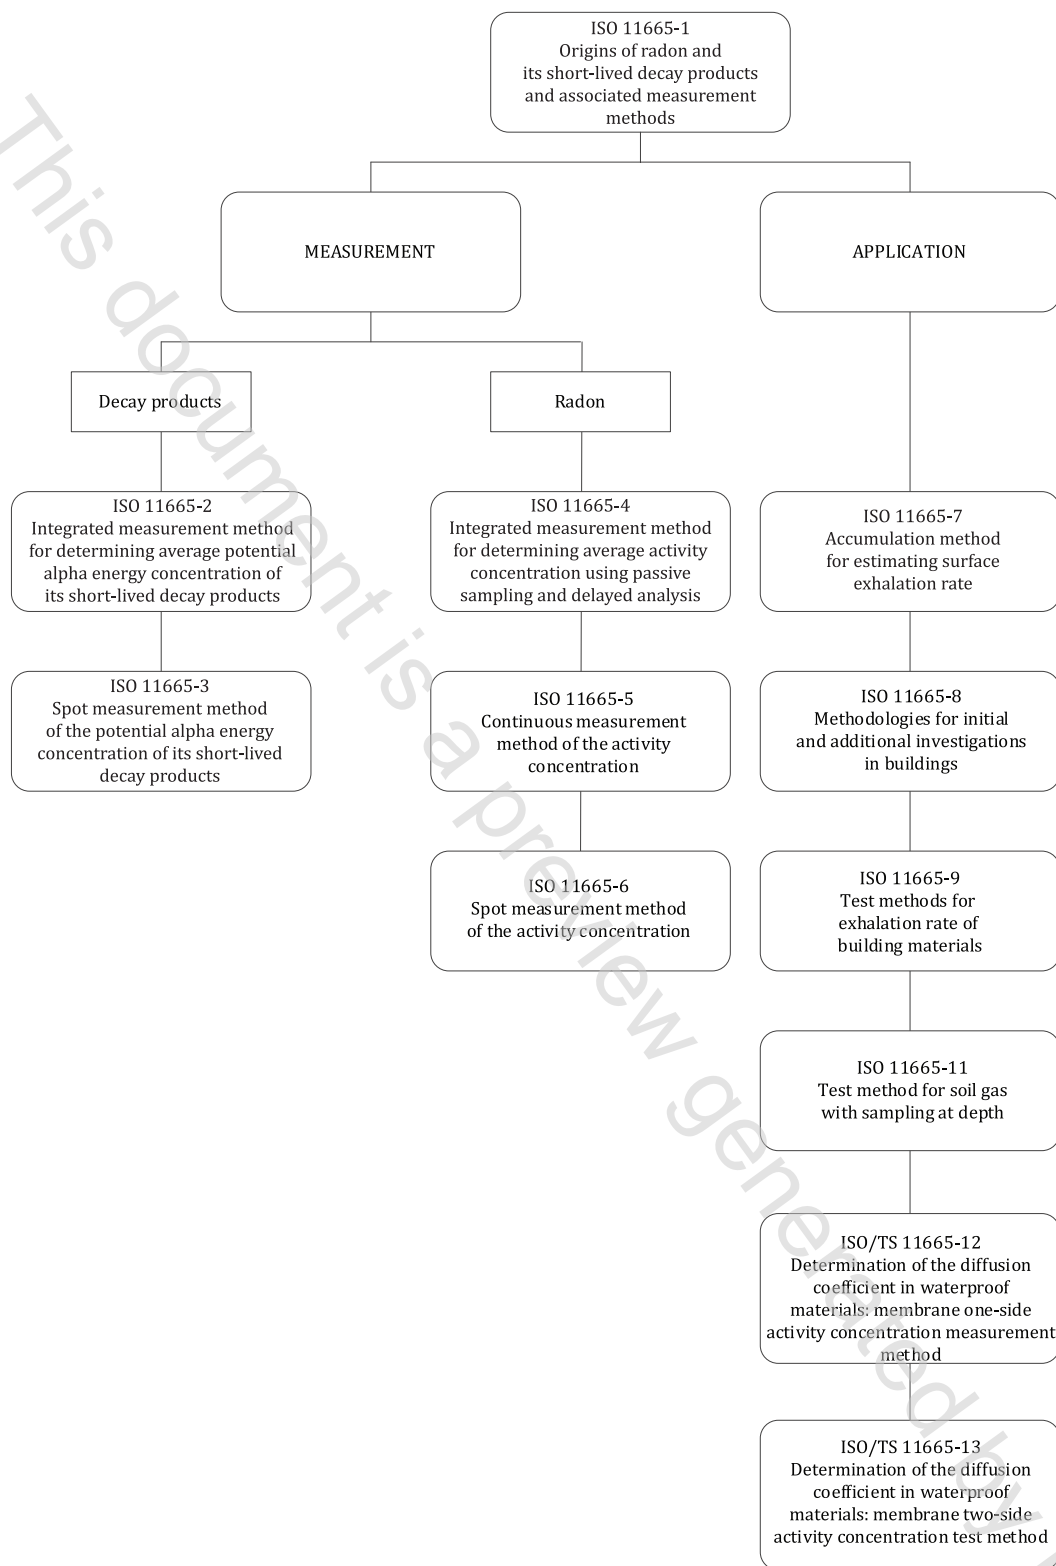 ISO 11665-1
Origins of radon and
its short-lived decay products
and associated measurement
methods
MEASUREMENT
APPLICATION
Decay products
Radon
ISO 11665-2
Integrated measurement method
for determining average potential
alpha energy concentration of
its short-lived decay products
ISO 11665-4
Integrated measurement method
for determining average activity
concentration using passive
sampling and delayed analysis
ISO 11665-7
Accumulation method
for estimating surface
exhalation rate
ISO 11665-3
Spot measurement method
of the potential alpha energy
concentration of its short-lived
decay products
ISO 11665-5
Continuous measurement
method of the activity
concentration
ISO 11665-8
Methodologies for initial
and additional investigations
in buildings
ISO 11665-6
Spot measurement method
of the activity concentration
ISO 11665-9
Test methods for
exhalation rate of
building materials
ISO 11665-11
Test method for soil gas
with sampling at depth
ISO/TS 11665-12
Determination of the diffusion
coefficient in waterproof
materials: membrane one-side
activity concentration measurement
method
ISO/TS 11665-13
Determination of the diffusion
coefficient in waterproof
materials: membrane two-side
activity concentration test method
This document is a preview generated by